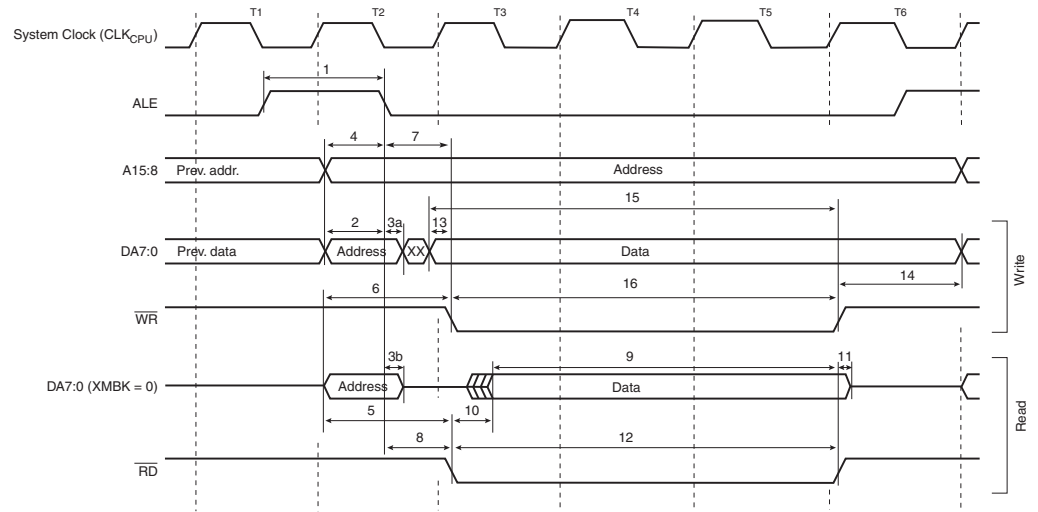 T1 T2 T3 T4 T5 T6
System Clock (CLKCPU)
1
ALE
4 7
A15:8 Prev. addr. Address
15
2 3a 13
DA7:0 Prev. data Address XX Data
14
6 16
WR
Write
3b 9 11
DA7:0 (XMBK = 0) Address Data
5 10
8 12
RD
Read